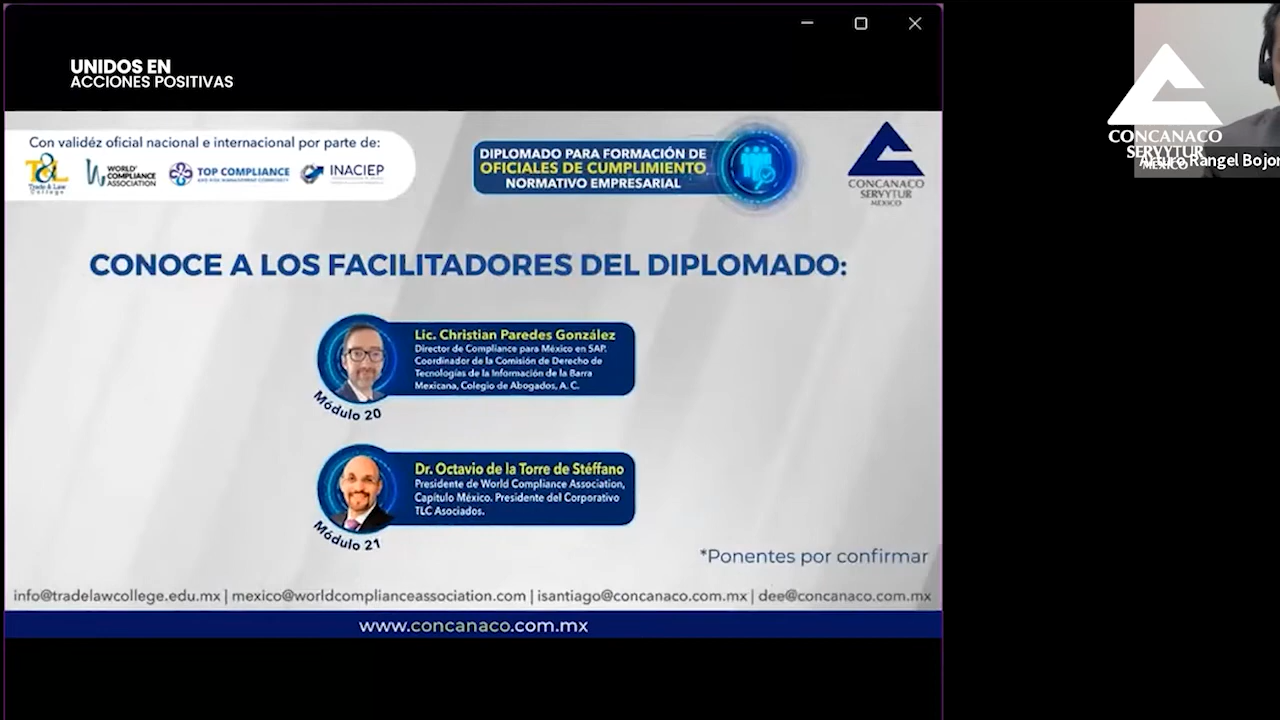 UNIDOS EN
ACCIONES POSITIVAS
Con validéz oficial nacional e internacional por parte de:
T&L
Trade & Law
College
WORLD
COMPLIANCE
ASSOCIATION
TOP COMPLIANCE
AND RISK MANAGEMENT COMMUNITY
INACIEP
DIPLOMADO PARA FORMACIÓN DE
OFICIALES DE CUMPLIMIENTO
NORMATIVO EMPRESARIAL
CONCANACO
SERVYTUR
MÉXICO
CONCANACO
SERVYTUR
MÉXICO
Arturo Rangel Bojor
CONOCE A LOS FACILITADORES DEL DIPLOMADO:
Lic. Christian Paredes González
Director de Compliance para México en SAP.
Coordinador de la Comisión de Derecho de
Tecnologías de la Información de la Barra
Mexicana, Colegio de Abogados, A. C.
Módulo 20
Dr. Octavio de la Torre de Stéffano
Presidente de World Compliance Association,
Capítulo México. Presidente del Corporativo
TLC Asociados.
Módulo 21
*Ponentes por confirmar
info@tradelawcollege.edu.mx | mexico@worldcomplianceassociation.com | isantiago@concanaco.com.mx | dee@concanaco.com.mx
www.concanaco.com.mx